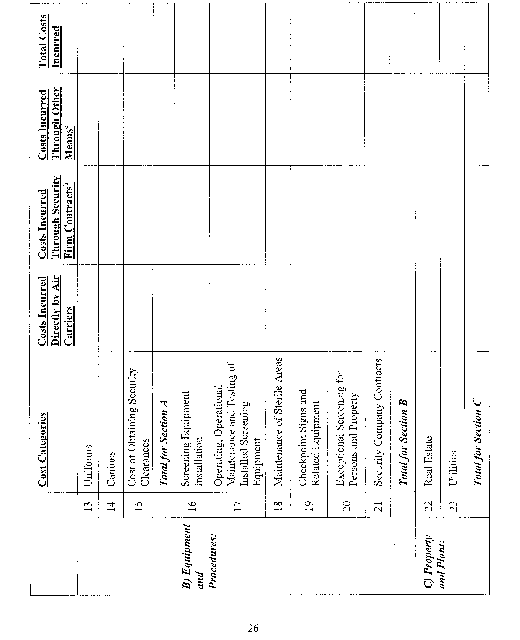 Cost Categories
Costs Incurred
Directly by Air
Carriers
Costs Incurred
Through Security
Firm Contracts
Costs Incurred
Through Other
Means
Total Costs
Incurred
13 Uniforms
14 Canines
15 Cost of Obtaining Security
Clearances
Total for Section A
B) Equipment
and
Procedures:
16 Screening Equipment
Installation
17 Operating, Operational,
Maintenance and Testing of
Installed Screening
Equipment
18 Maintenance of Sterile Areas
19 Checkpoint Signs and
Related Equipment
20 Exceptional Screening for
Persons and Property
21 Security Company Contracts
Total for Section B
C) Property
and Plant:
22 Real Estate
23 Utilities
Total for Section C
26